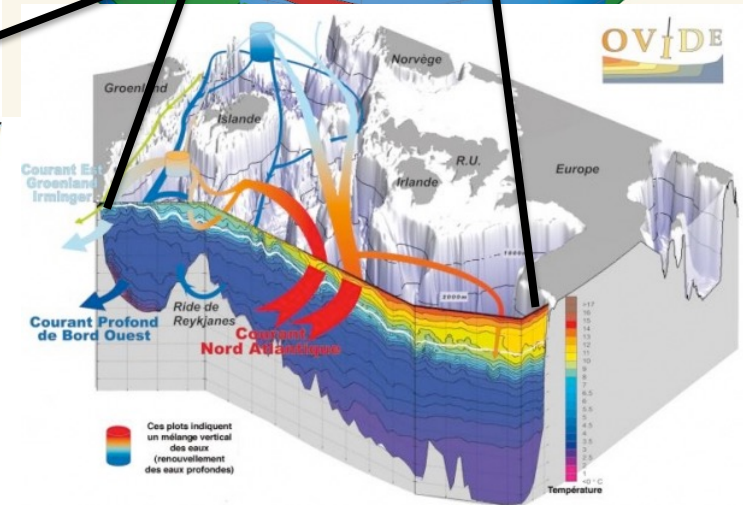 OVIDE
Norvège
Groenland
Islande
R.U.
Europe
Irlande
Courant Est
Groenland
Irminger
2000m
Ride de
Reykjanes
Courant Profond
de Bord Ouest
Courant
Nord Atlantique
>17
16
15
14
13
12
11
10
9
8
7
6.5
6
5.5
5
4.5
4
3.5
3
2.5
2
1
<0 °C
Température
Ces plots indiquent
un mélange vertical
des eaux
(renouvellement
des eaux profondes)